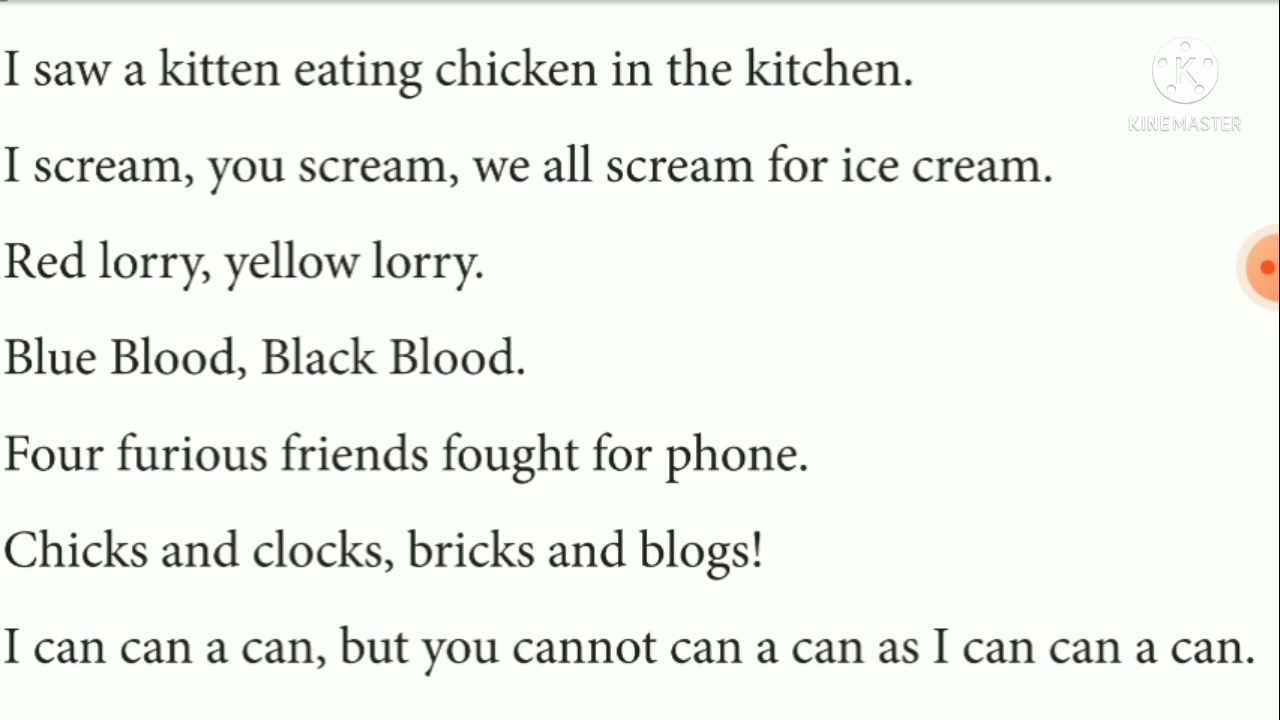 I saw a kitten eating chicken in the kitchen.
K
KINEMASTER
I scream, you scream, we all scream for ice cream.
Red lorry, yellow lorry.
Blue Blood, Black Blood.
Four furious friends fought for phone.
Chicks and clocks, bricks and blogs!
I can can a can, but you cannot can a can as I can can a can.